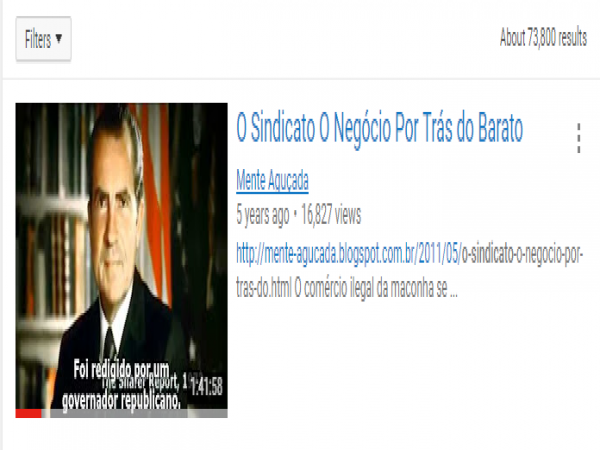 Filters ▼
About 73,800 results
O Sindicato O Negócio Por Trás do Barato
Mente Aguçada
5 years ago • 16,827 views
http://mente-agucada.blogspot.com.br/2011/05/o-sindicato-o-negocio-por-
tras-do.html O comércio ilegal da maconha se ...
Foi redigido por um
The Shafer Report, 1
1:41:58
governador republicano.